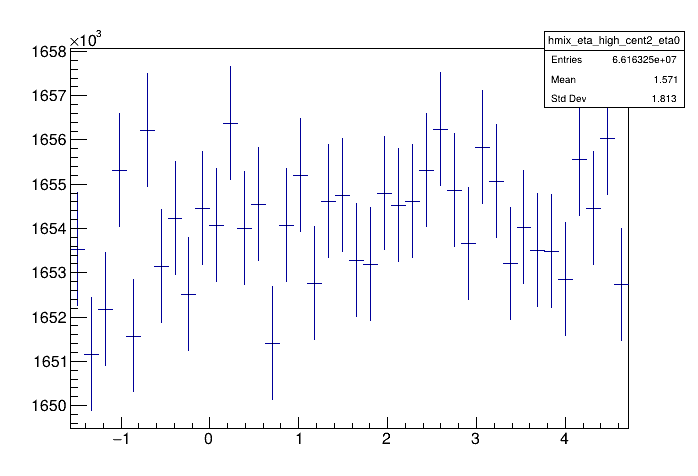 ×10³
hmix_eta_high_cent2_eta0
Entries 6.616325e+07
Mean 1.571
Std Dev 1.813
1658
1657
1656
1655
1654
1653
1652
1651
1650
−1 0 1 2 3 4